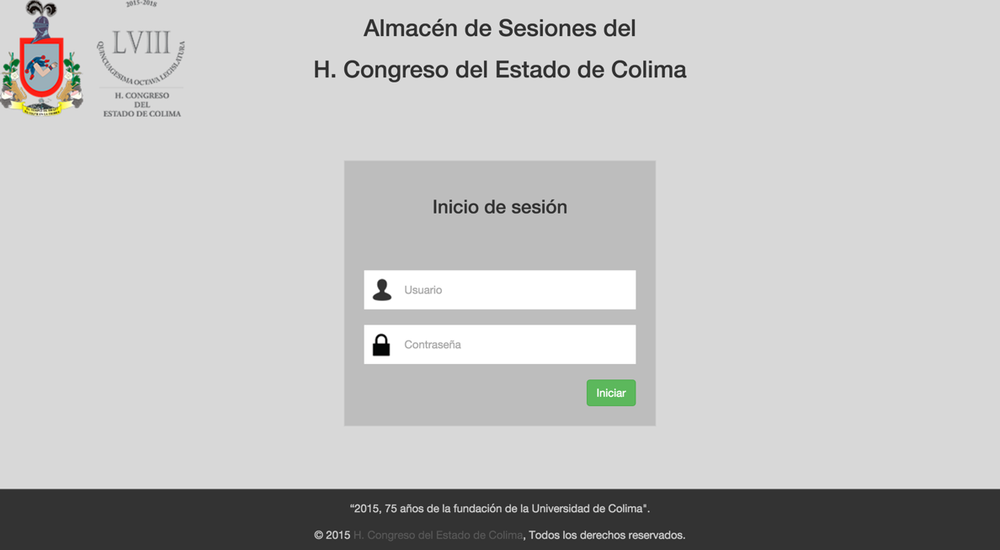 2015-2018
LVIII
QUINCUAGÉSIMA OCTAVA LEGISLATURA
H. CONGRESO
DEL
ESTADO DE COLIMA
Almacén de Sesiones del
H. Congreso del Estado de Colima
Inicio de sesión
Usuario
Contraseña
Iniciar
“2015, 75 años de la fundación de la Universidad de Colima".
© 2015 H. Congreso del Estado de Colima, Todos los derechos reservados.